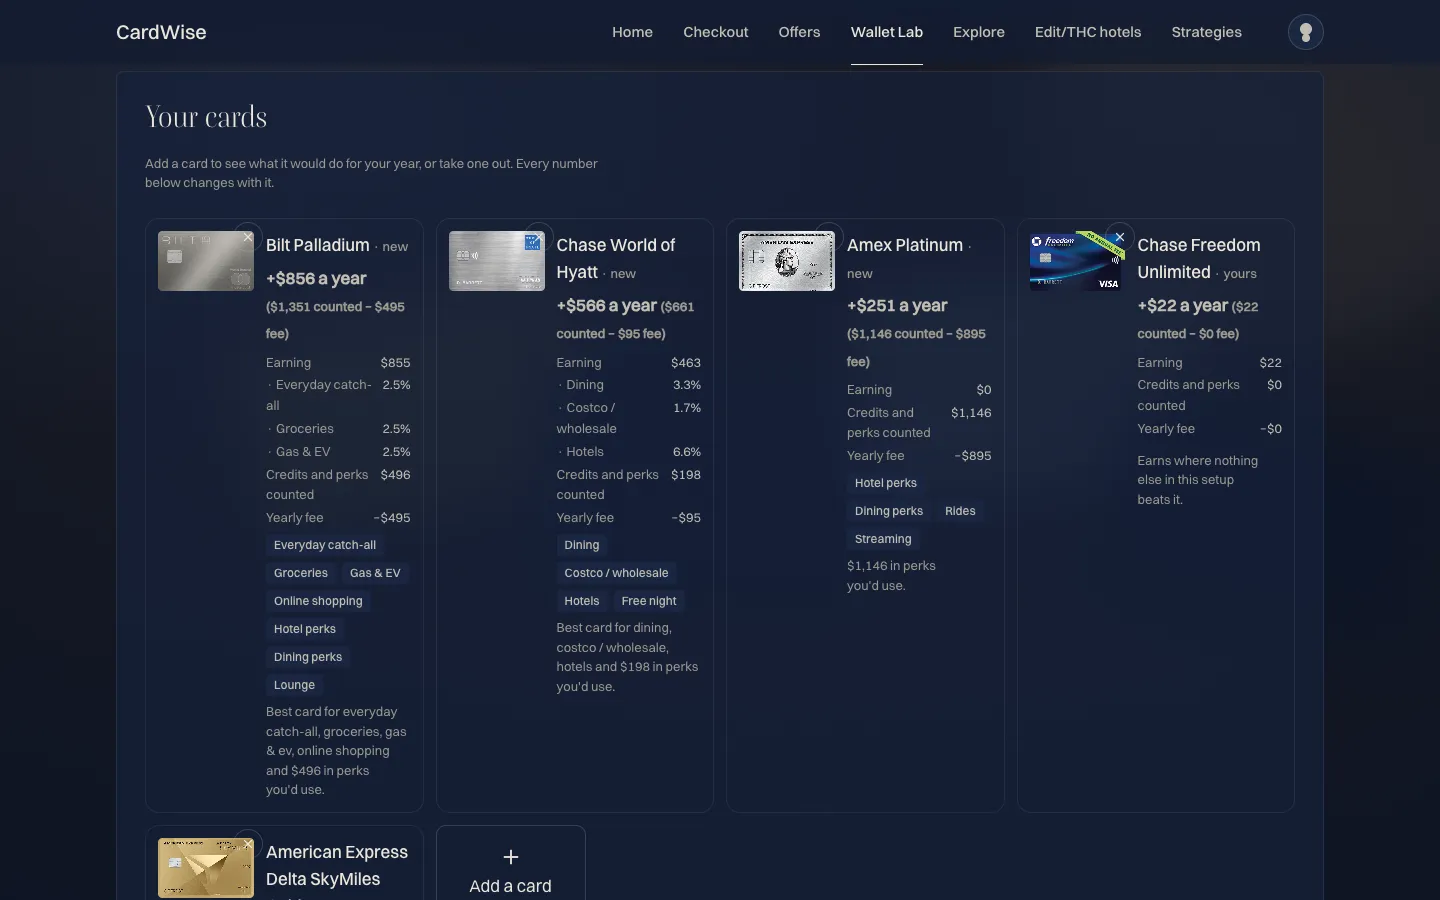 CardWise
Home
Checkout
Offers
Wallet Lab
Explore
Edit/THC hotels
Strategies
Your cards
Add a card to see what it would do for your year, or take one out. Every number
below changes with it.
Bilt Palladium · new
+$856 a year
($1,351 counted – $495
fee)
Earning $855
· Everyday catch- 2.5%
all
· Groceries 2.5%
· Gas & EV 2.5%
Credits and perks $496
counted
Yearly fee −$495
Everyday catch-all
Groceries Gas & EV
Online shopping
Hotel perks
Dining perks
Lounge
Best card for everyday
catch-all, groceries, gas
& ev, online shopping
and $496 in perks
you'd use.
Chase World of
Hyatt · new
+$566 a year ($661
counted – $95 fee)
Earning $463
· Dining 3.3%
· Costco / 1.7%
wholesale
· Hotels 6.6%
Credits and perks $198
counted
Yearly fee −$95
Dining
Costco / wholesale
Hotels Free night
Best card for dining,
costco / wholesale,
hotels and $198 in perks
you'd use.
AMERICAN EXPRESS
Amex Platinum ·
new
+$251 a year
($1,146 counted – $895
fee)
Earning $0
Credits and $1,146
perks counted
Yearly fee −$895
Hotel perks
Dining perks Rides
Streaming
$1,146 in perks
you'd use.
freedom
VISA
Chase Freedom
Unlimited · yours
+$22 a year ($22
counted – $0 fee)
Earning $22
Credits and perks $0
counted
Yearly fee −$0
Earns where nothing
else in this setup
beats it.
American Express
Delta SkyMiles
+
Add a card